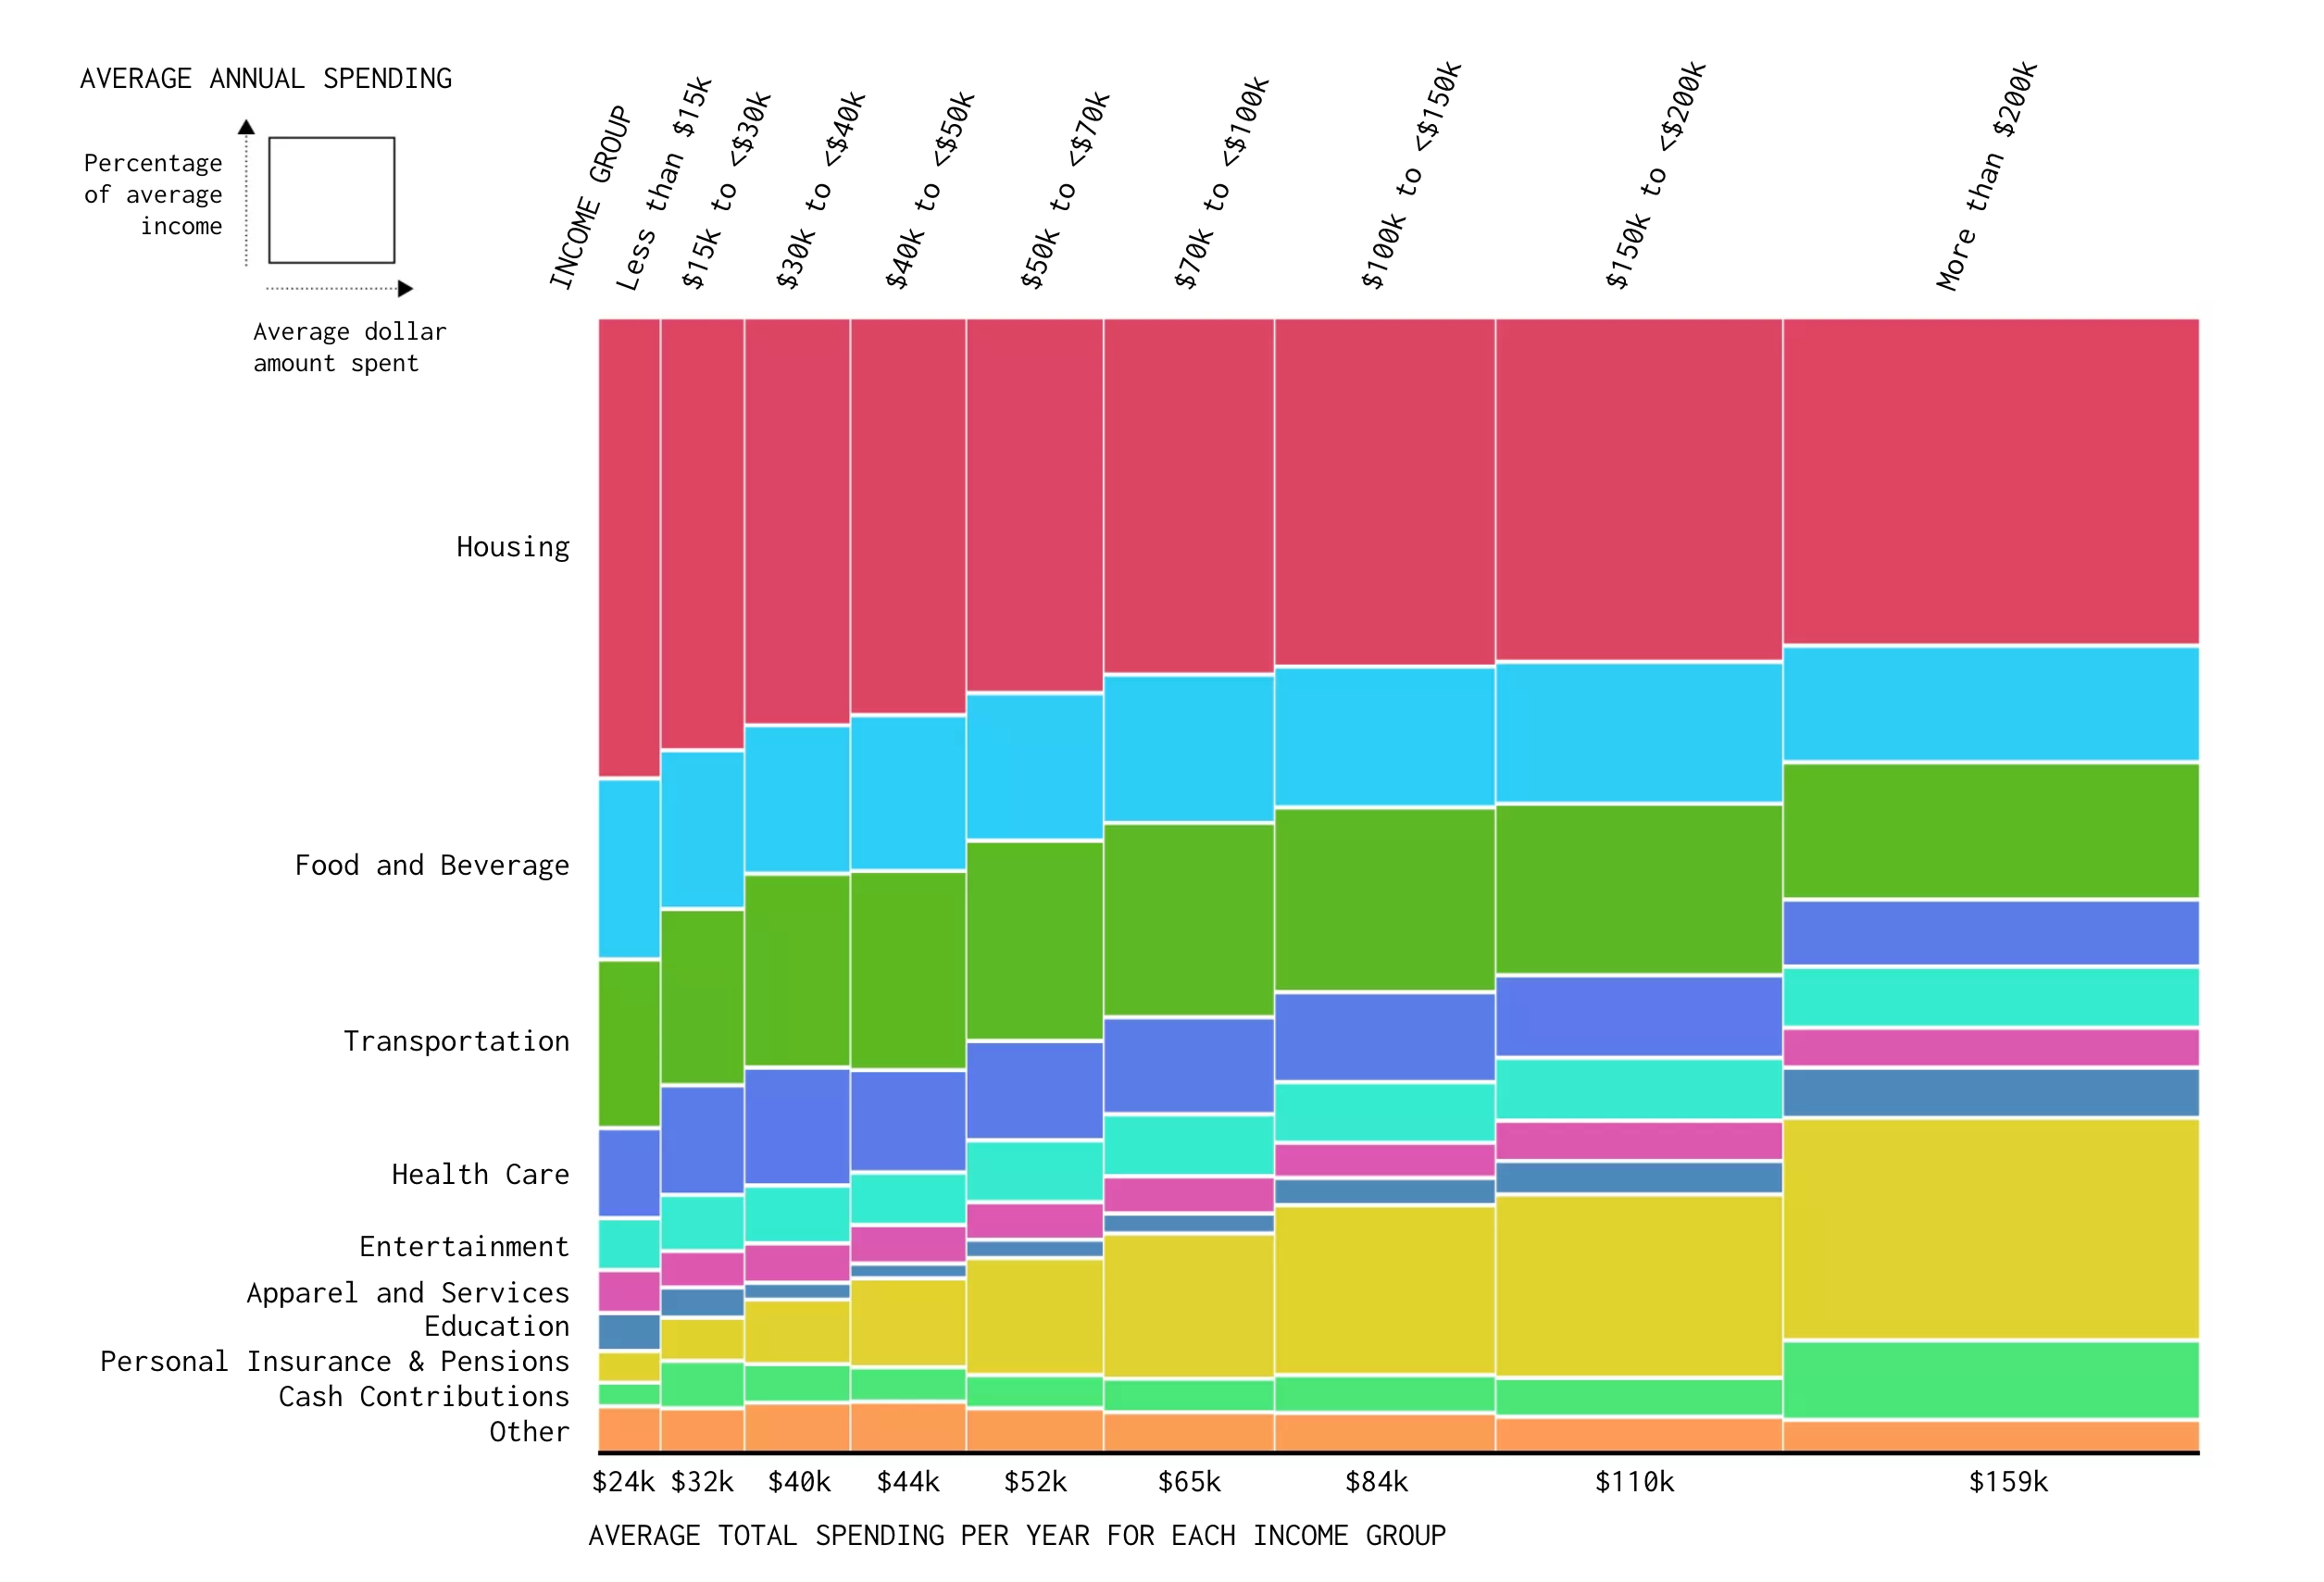 AVERAGE ANNUAL SPENDING
Percentage
of average
income
Average dollar
amount spent
INCOME GROUP
Less than $15k
$15k to <$30k
$30k to <$40k
$40k to <$50k
$50k to <$70k
$70k to <$100k
$100k to <$150k
$150k to <$200k
More than $200k
Housing
Food and Beverage
Transportation
Health Care
Entertainment
Apparel and Services
Education
Personal Insurance & Pensions
Cash Contributions
Other
$24k $32k $40k $44k $52k $65k $84k $110k $159k
AVERAGE TOTAL SPENDING PER YEAR FOR EACH INCOME GROUP